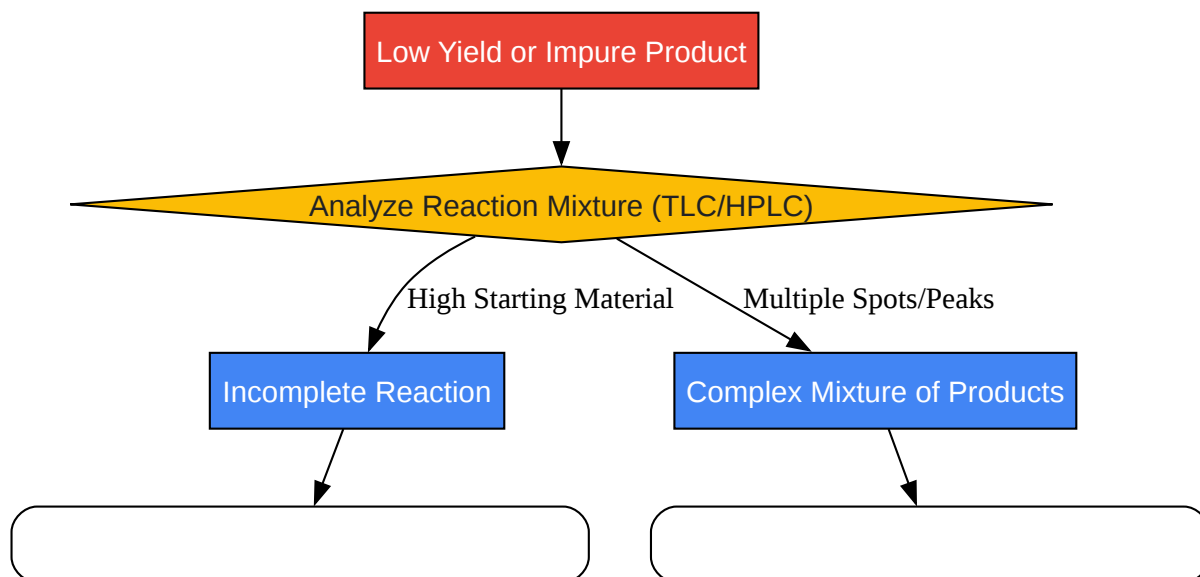 Low Yield or Impure Product
Analyze Reaction Mixture (TLC/HPLC)
High Starting Material
Multiple Spots/Peaks
Incomplete Reaction
Complex Mixture of Products